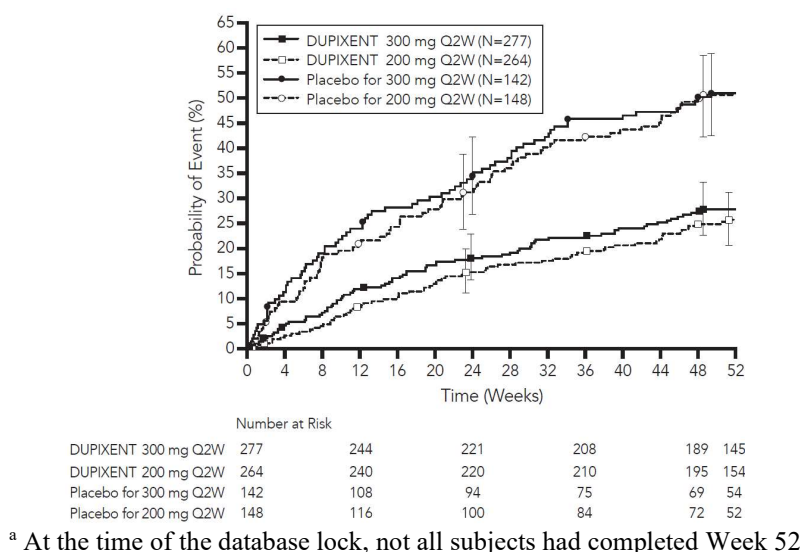 65
60
55
50
45
40
35
30
25
20
15
10
5
0
Probability of Event (%)
DUPIXENT 300 mg Q2W (N=277)
DUPIXENT 200 mg Q2W (N=264)
Placebo for 300 mg Q2W (N=142)
Placebo for 200 mg Q2W (N=148)
0 4 8 12 16 20 24 28 32 36 40 44 48 52
Time (Weeks)
Number at Risk
DUPIXENT 300 mg Q2W 277 244 221 208 189 145
DUPIXENT 200 mg Q2W 264 240 220 210 195 154
Placebo for 300 mg Q2W 142 108 94 75 69 54
Placebo for 200 mg Q2W 148 116 100 84 72 52
a At the time of the database lock, not all subjects had completed Week 52